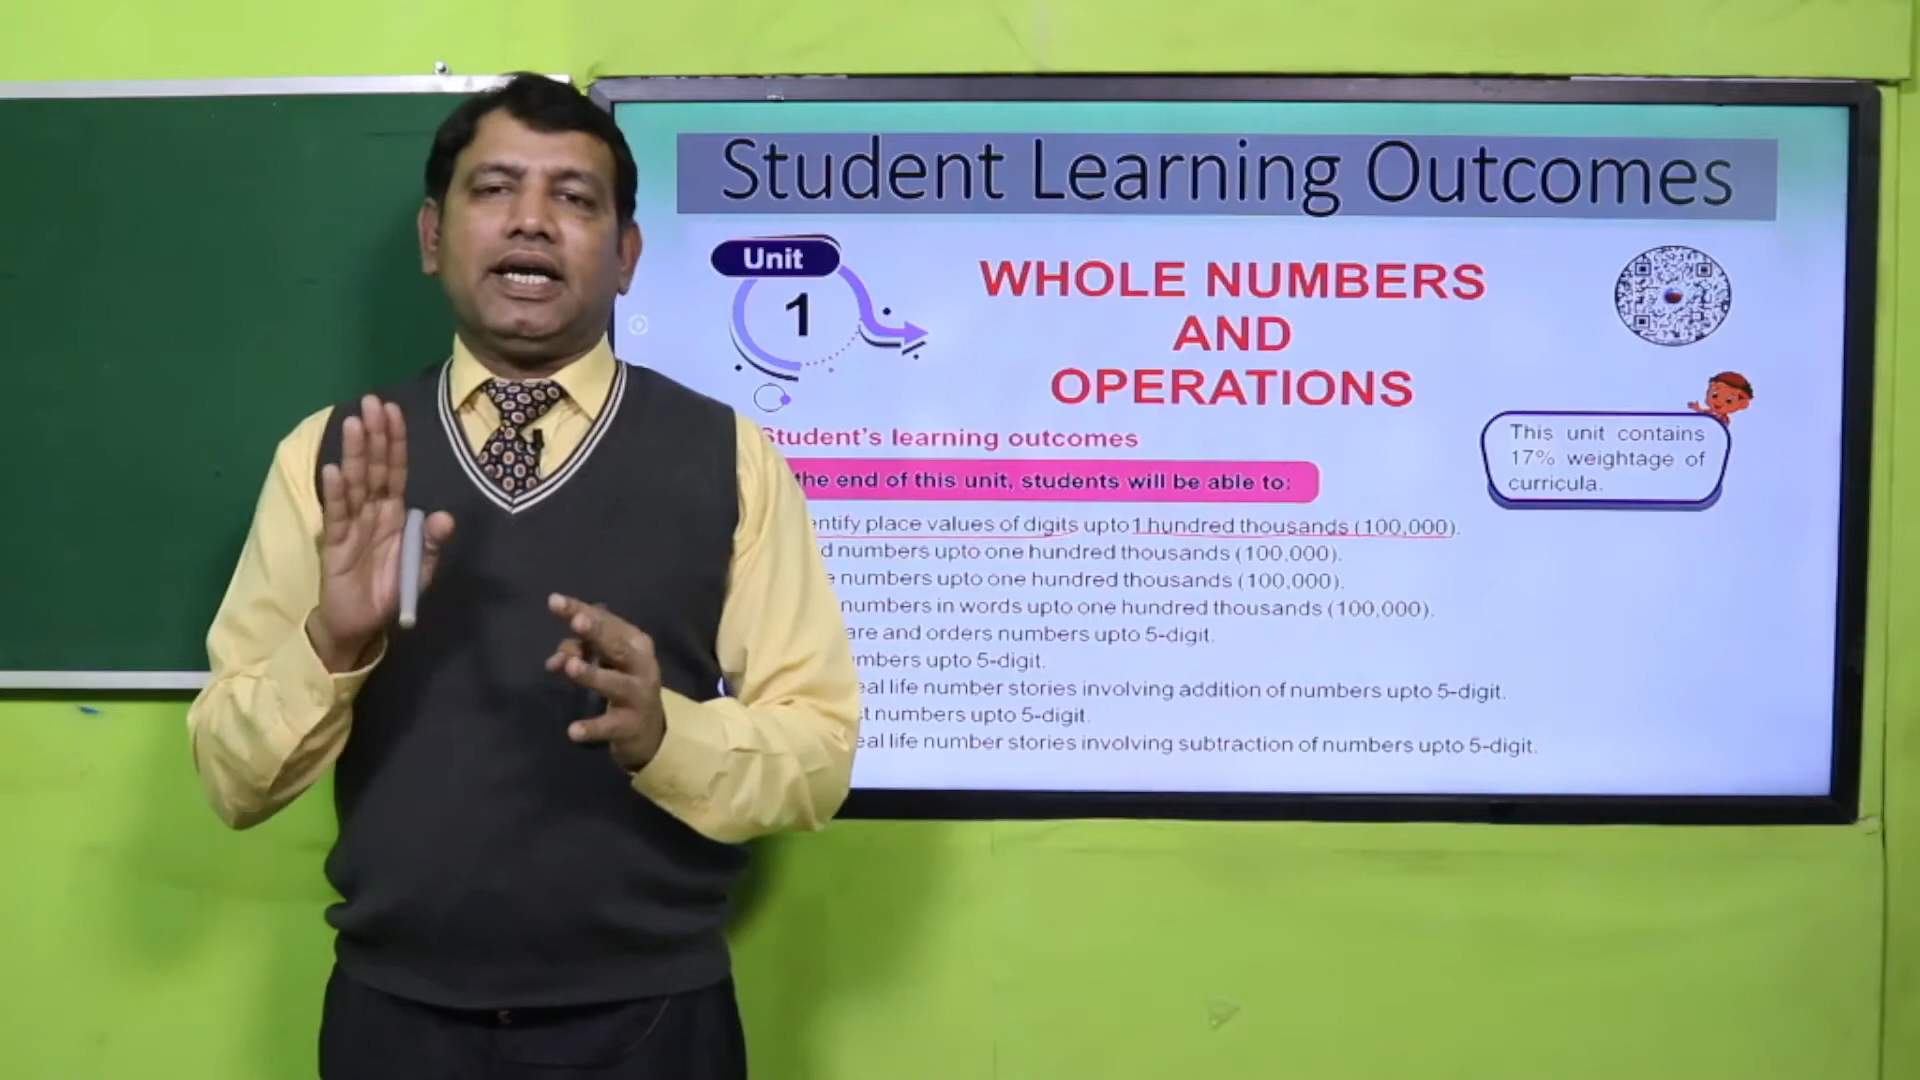 Student Learning Outcomes
Unit
1
WHOLE NUMBERS
AND
OPERATIONS
This unit contains
17% weightage of
curricula.
Student's learning outcomes
the end of this unit, students will be able to:
place values of digits upto 1 hundred thousands (100,000).
numbers upto one hundred thousands (100,000).
numbers upto one hundred thousands (100,000).
numbers in words upto one hundred thousands (100,000).
and orders numbers upto 5-digit.
upto 5-digit.
life number stories involving addition of numbers upto 5-digit.
numbers upto 5-digit.
life number stories involving subtraction of numbers upto 5-digit.